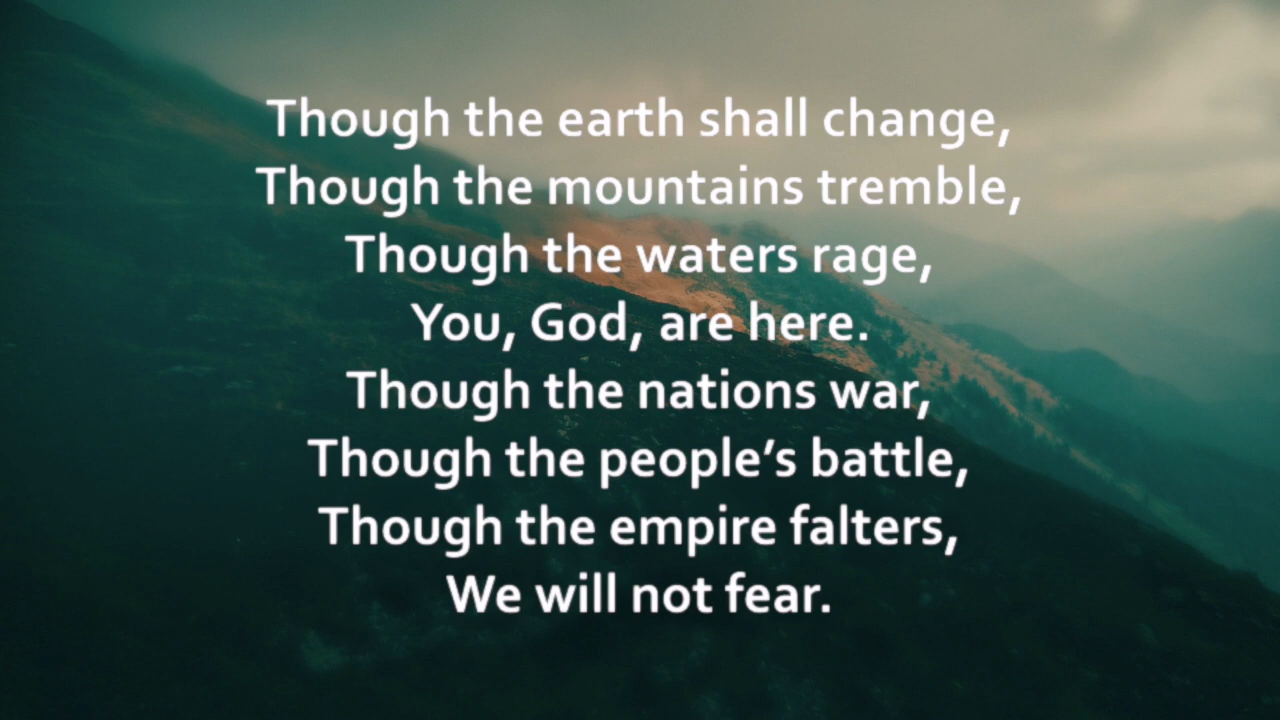 Though the earth shall change,
Though the mountains tremble,
Though the waters rage,
You, God, are here.
Though the nations war,
Though the people’s battle,
Though the empire falters,
We will not fear.